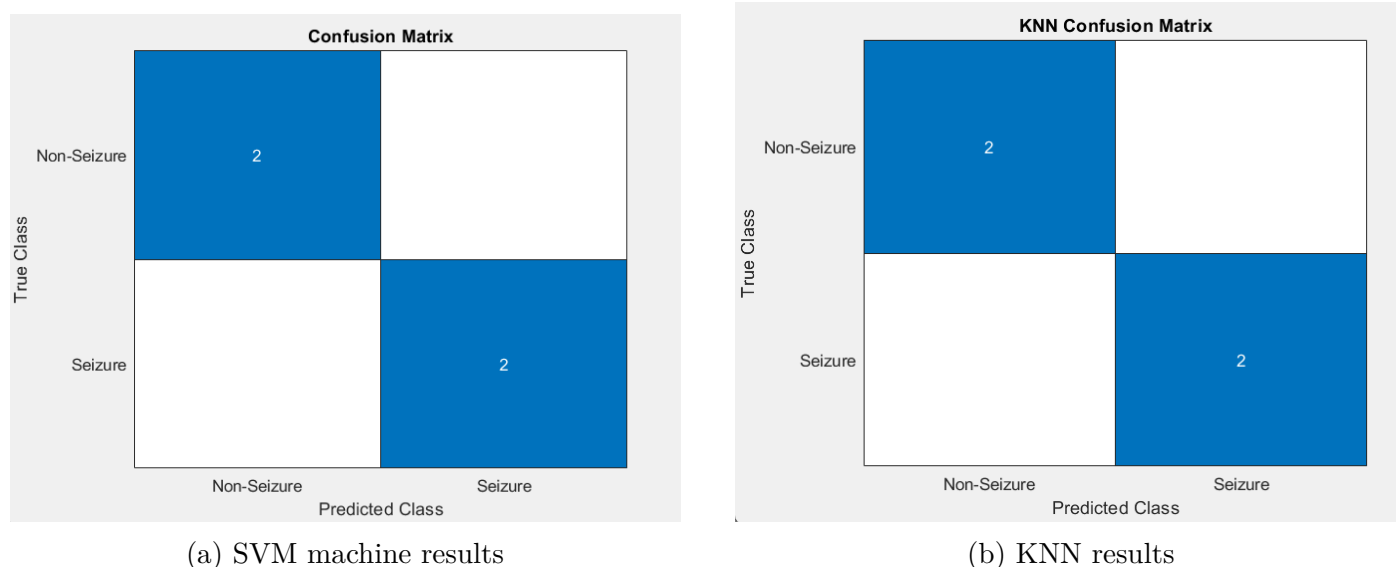 Confusion Matrix
Non-Seizure
2
Seizure
2
True Class
Non-Seizure Seizure
Predicted Class
(a) SVM machine results
KNN Confusion Matrix
Non-Seizure
2
Seizure
2
True Class
Non-Seizure Seizure
Predicted Class
(b) KNN results